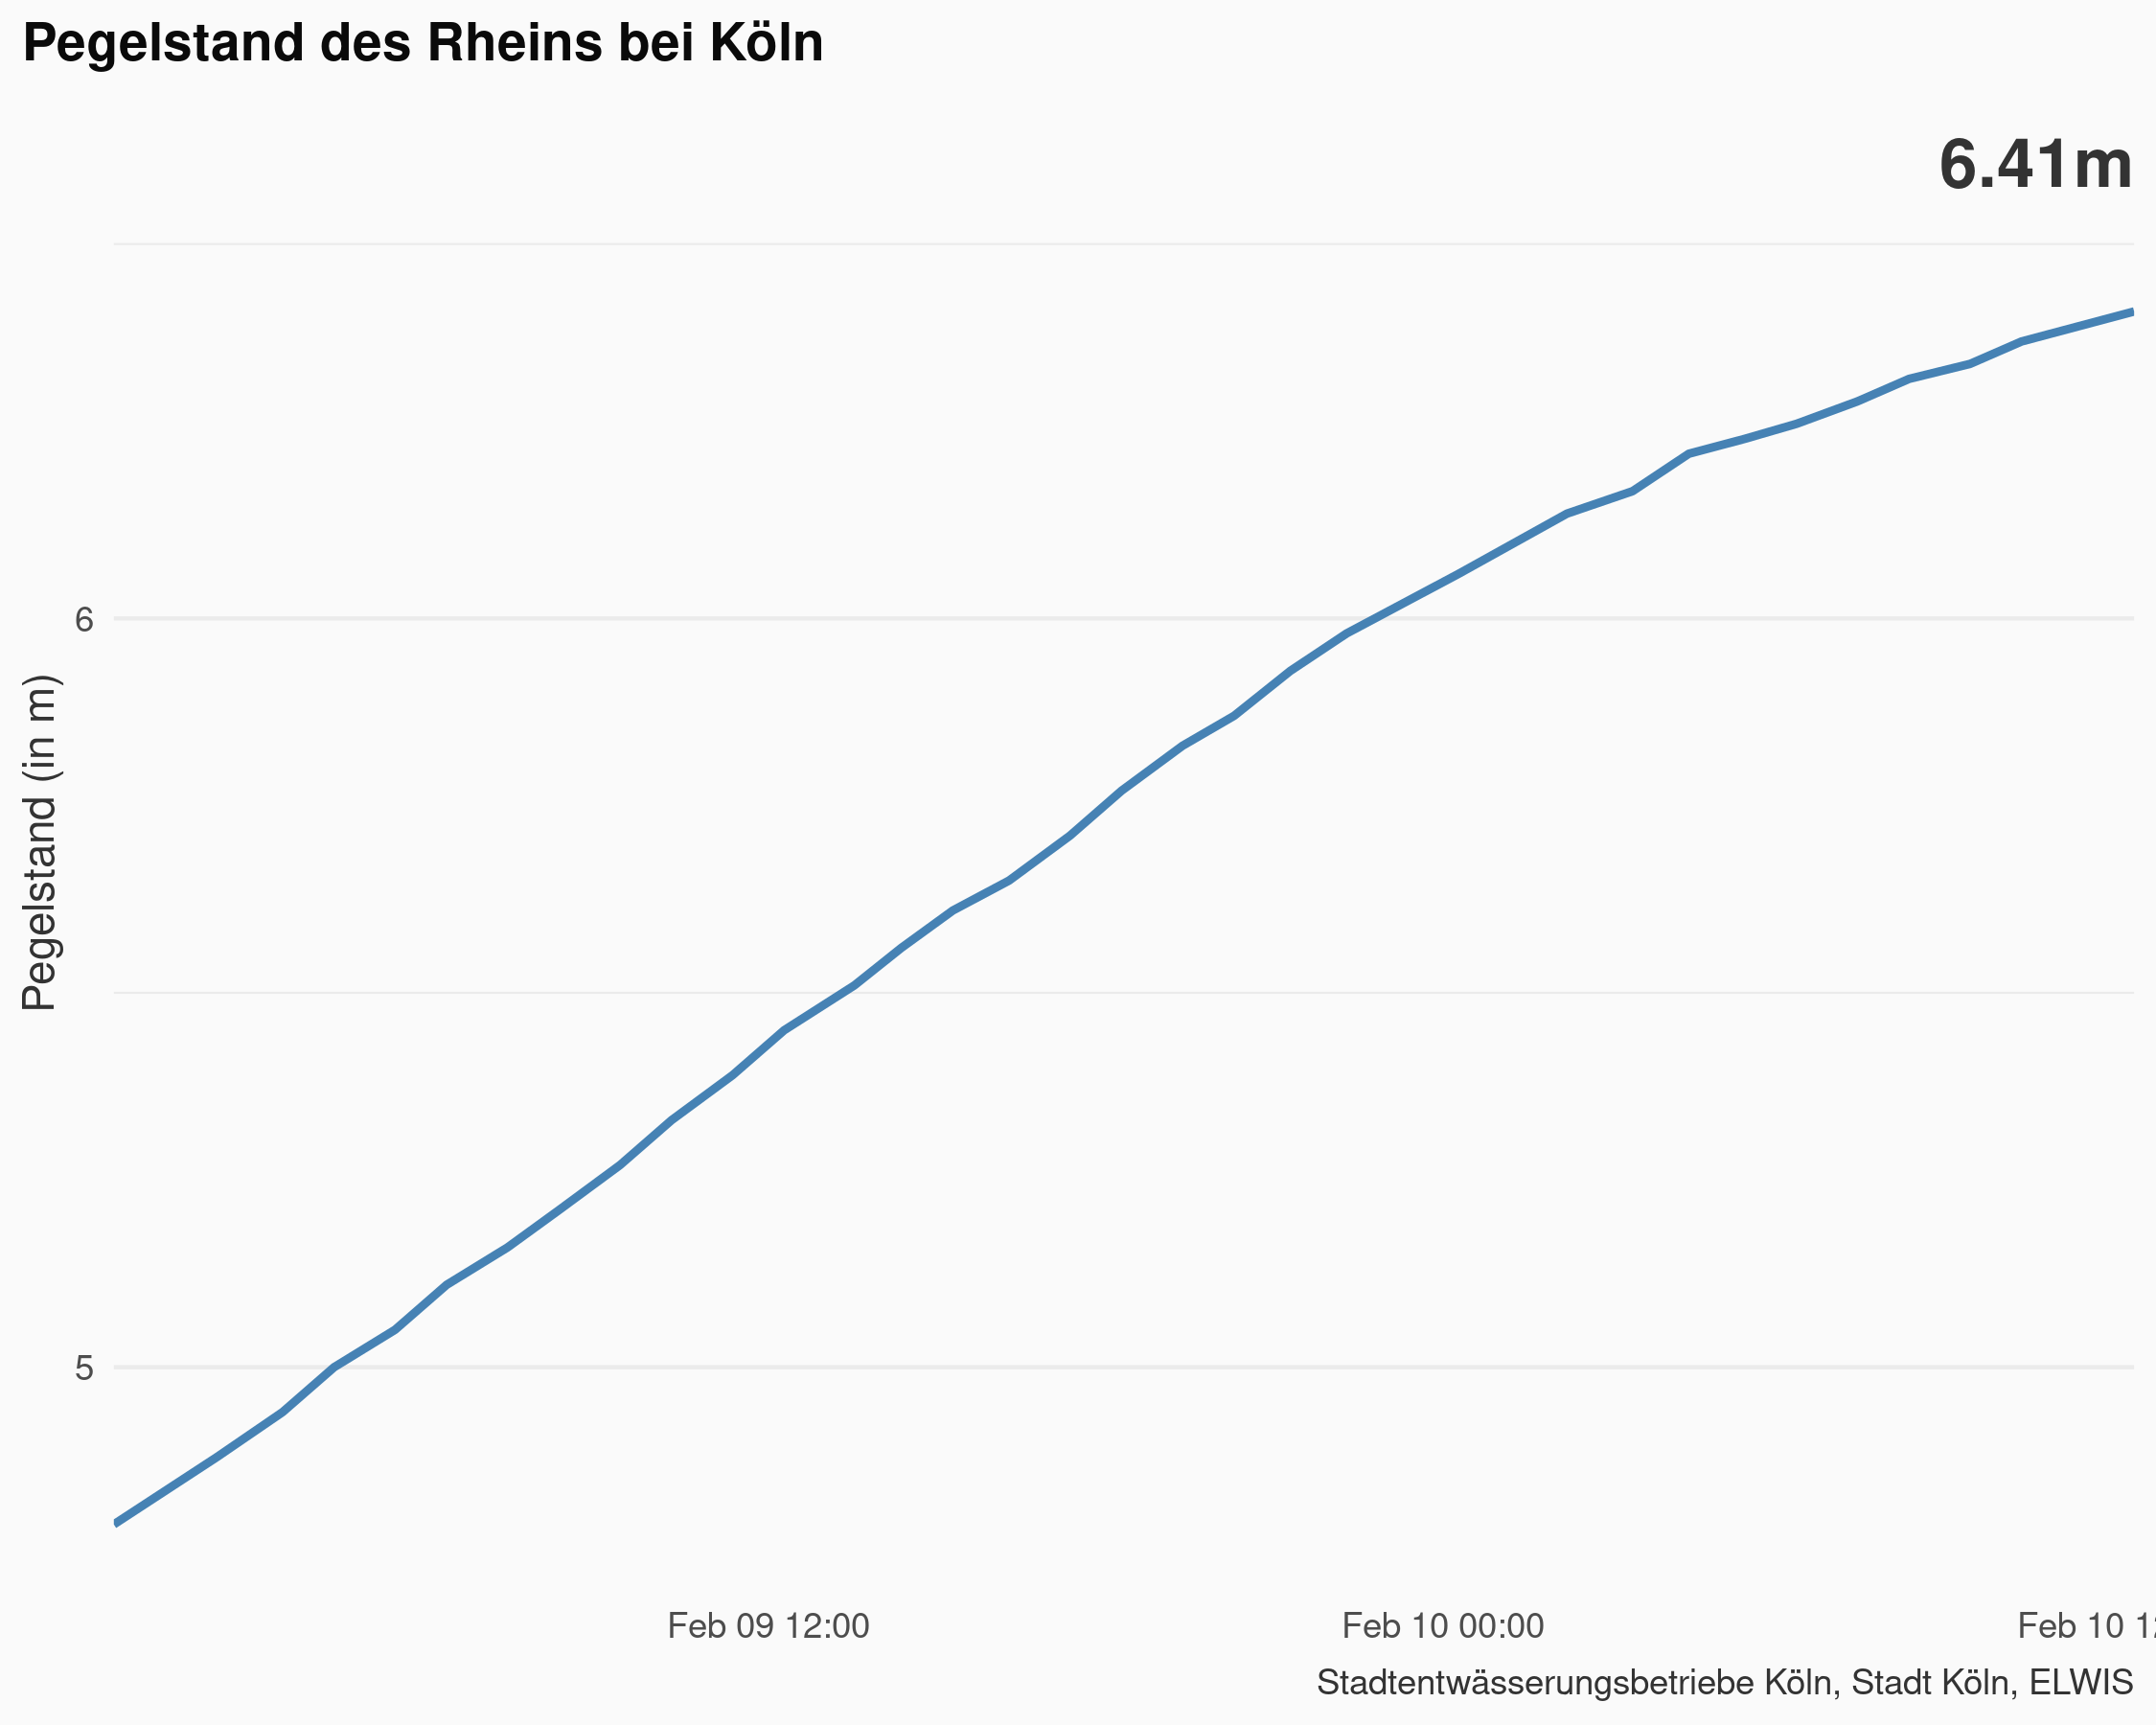 Pegelstand des Rheins bei Köln
6.41m
Pegelstand (in m)
6
5
Feb 09 12:00
Feb 10 00:00
Feb 10 1
Stadtentwässerungsbetriebe Köln, Stadt Köln, ELWIS